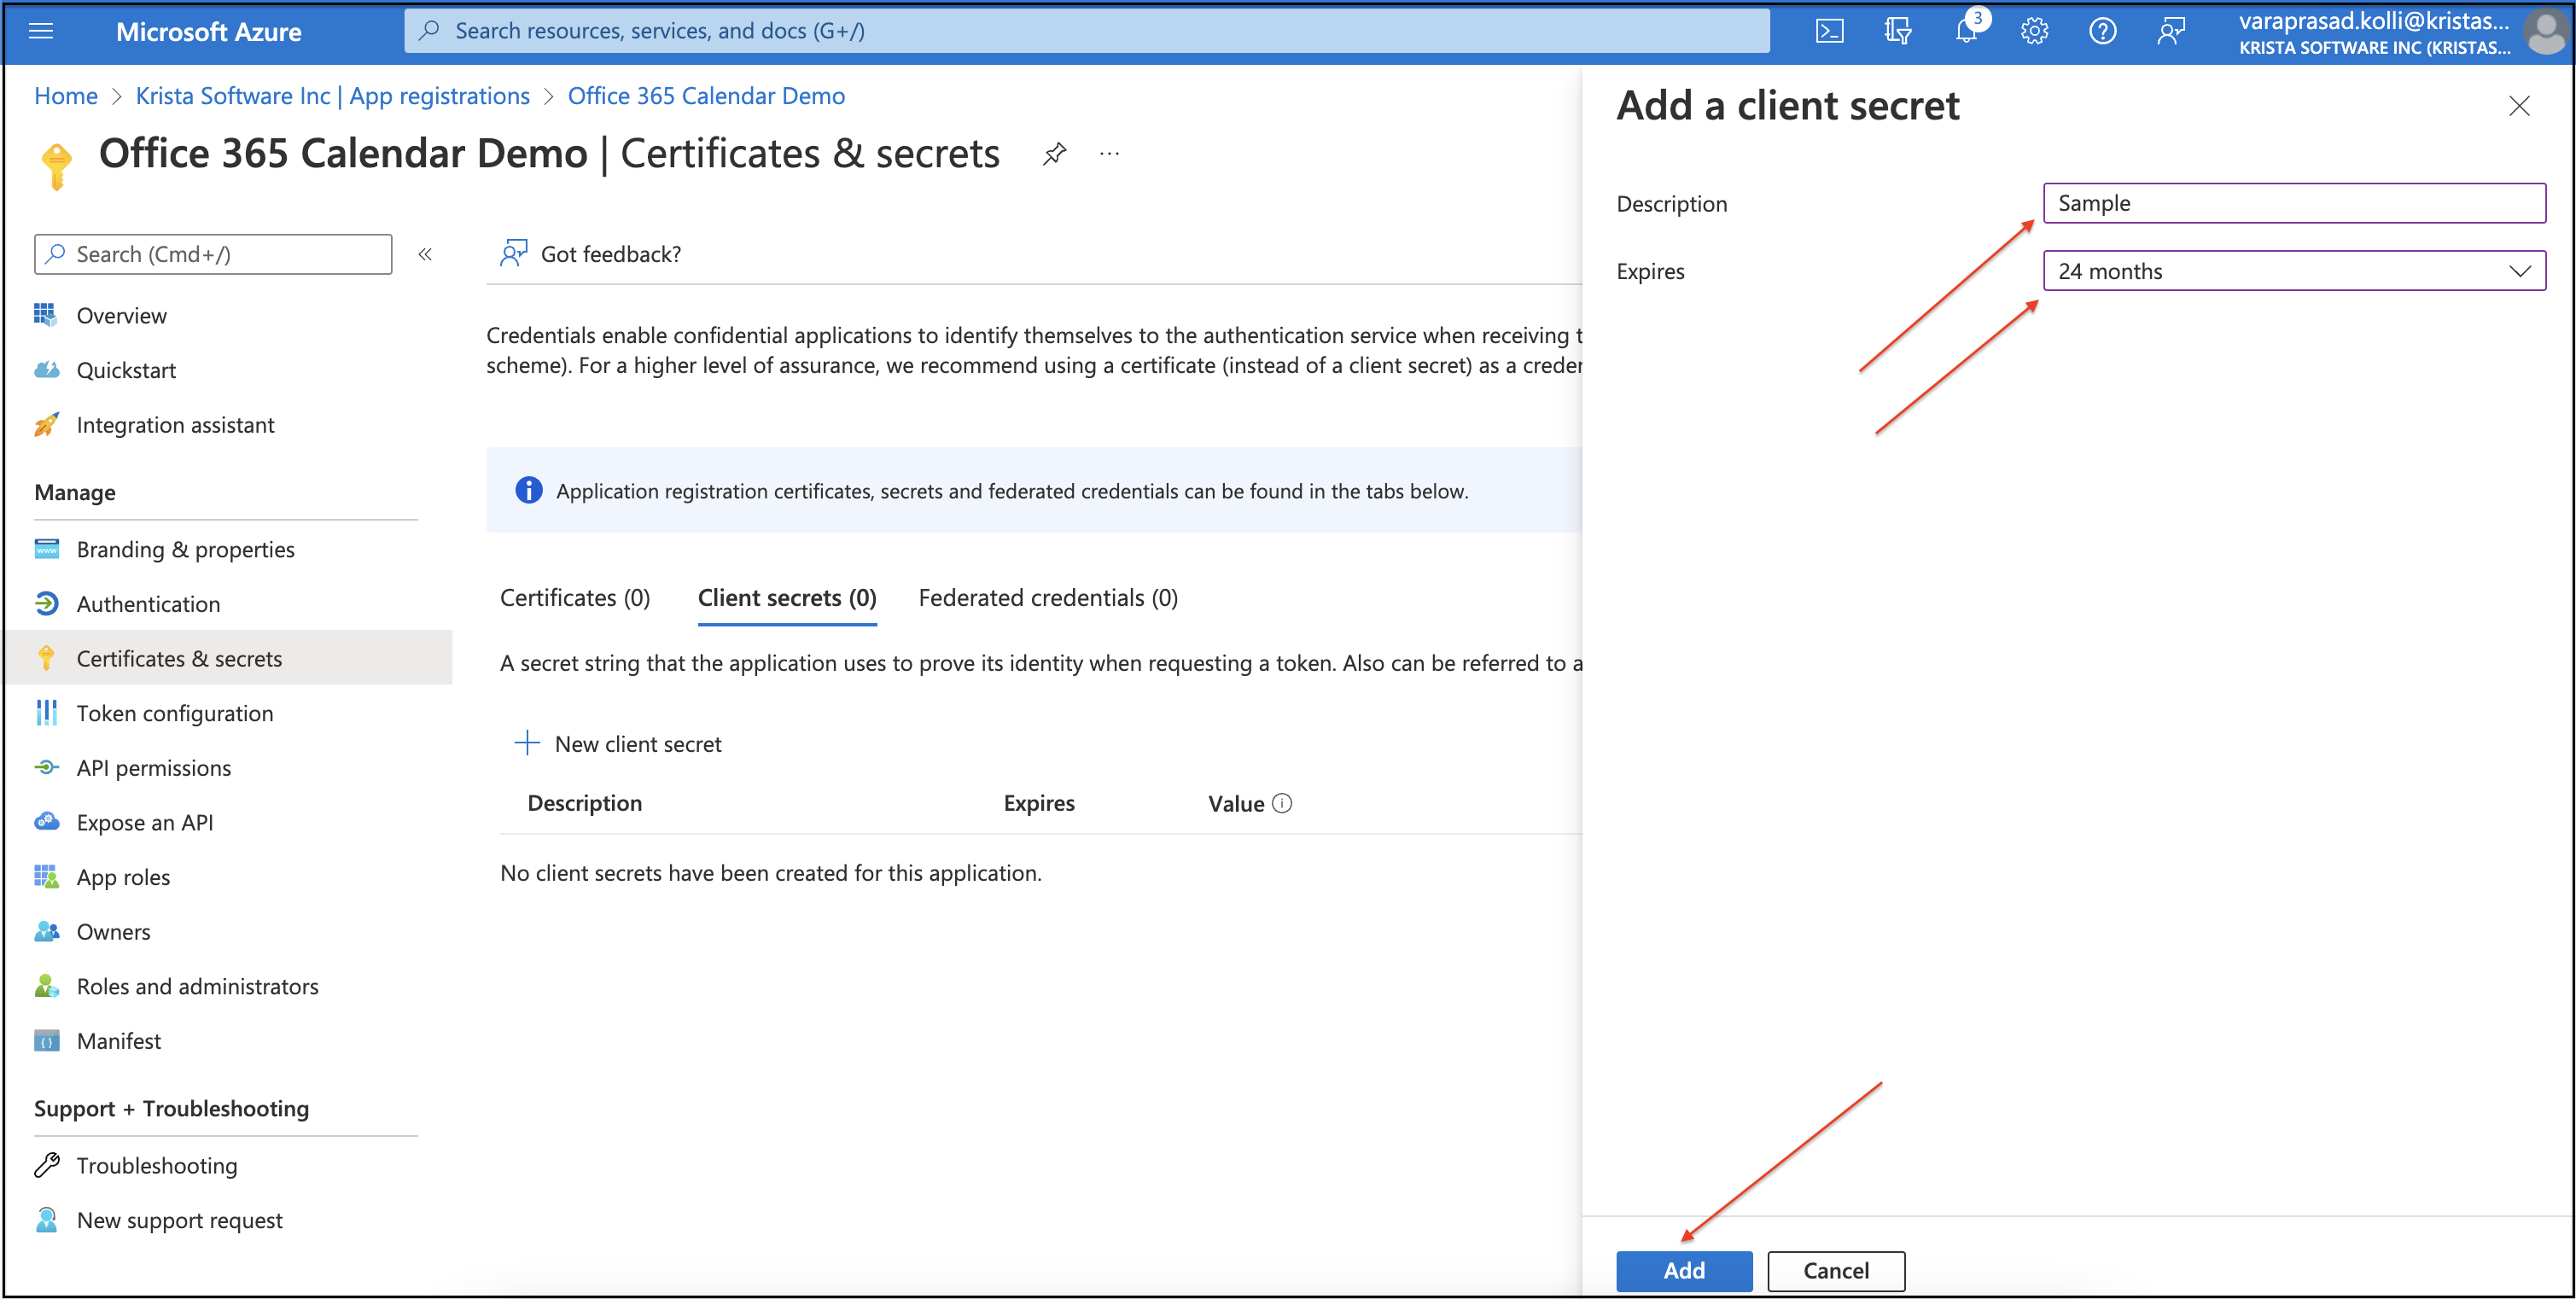 Microsoft Azure
Search resources, services, and docs (G+/)
3
varaprasad.kolli@kristas...
KRISTA SOFTWARE INC (KRISTAS...
Home > Krista Software Inc | App registrations > Office 365 Calendar Demo
Office 365 Calendar Demo | Certificates & secrets ...
Search (Cmd+/)
«
Overview
Quickstart
Integration assistant
Manage
Branding & properties
Authentication
Certificates & secrets
Token configuration
API permissions
Expose an API
App roles
Owners
Roles and administrators
Manifest
Support + Troubleshooting
Troubleshooting
New support request
Got feedback?
Credentials enable confidential applications to identify themselves to the authentication service when receiving t
scheme). For a higher level of assurance, we recommend using a certificate (instead of a client secret) as a creder
Application registration certificates, secrets and federated credentials can be found in the tabs below.
Certificates (0) Client secrets (0) Federated credentials (0)
A secret string that the application uses to prove its identity when requesting a token. Also can be referred to a
New client secret
Description Expires Value
No client secrets have been created for this application.
Add a client secret
Description Sample
Expires 24 months
Add Cancel